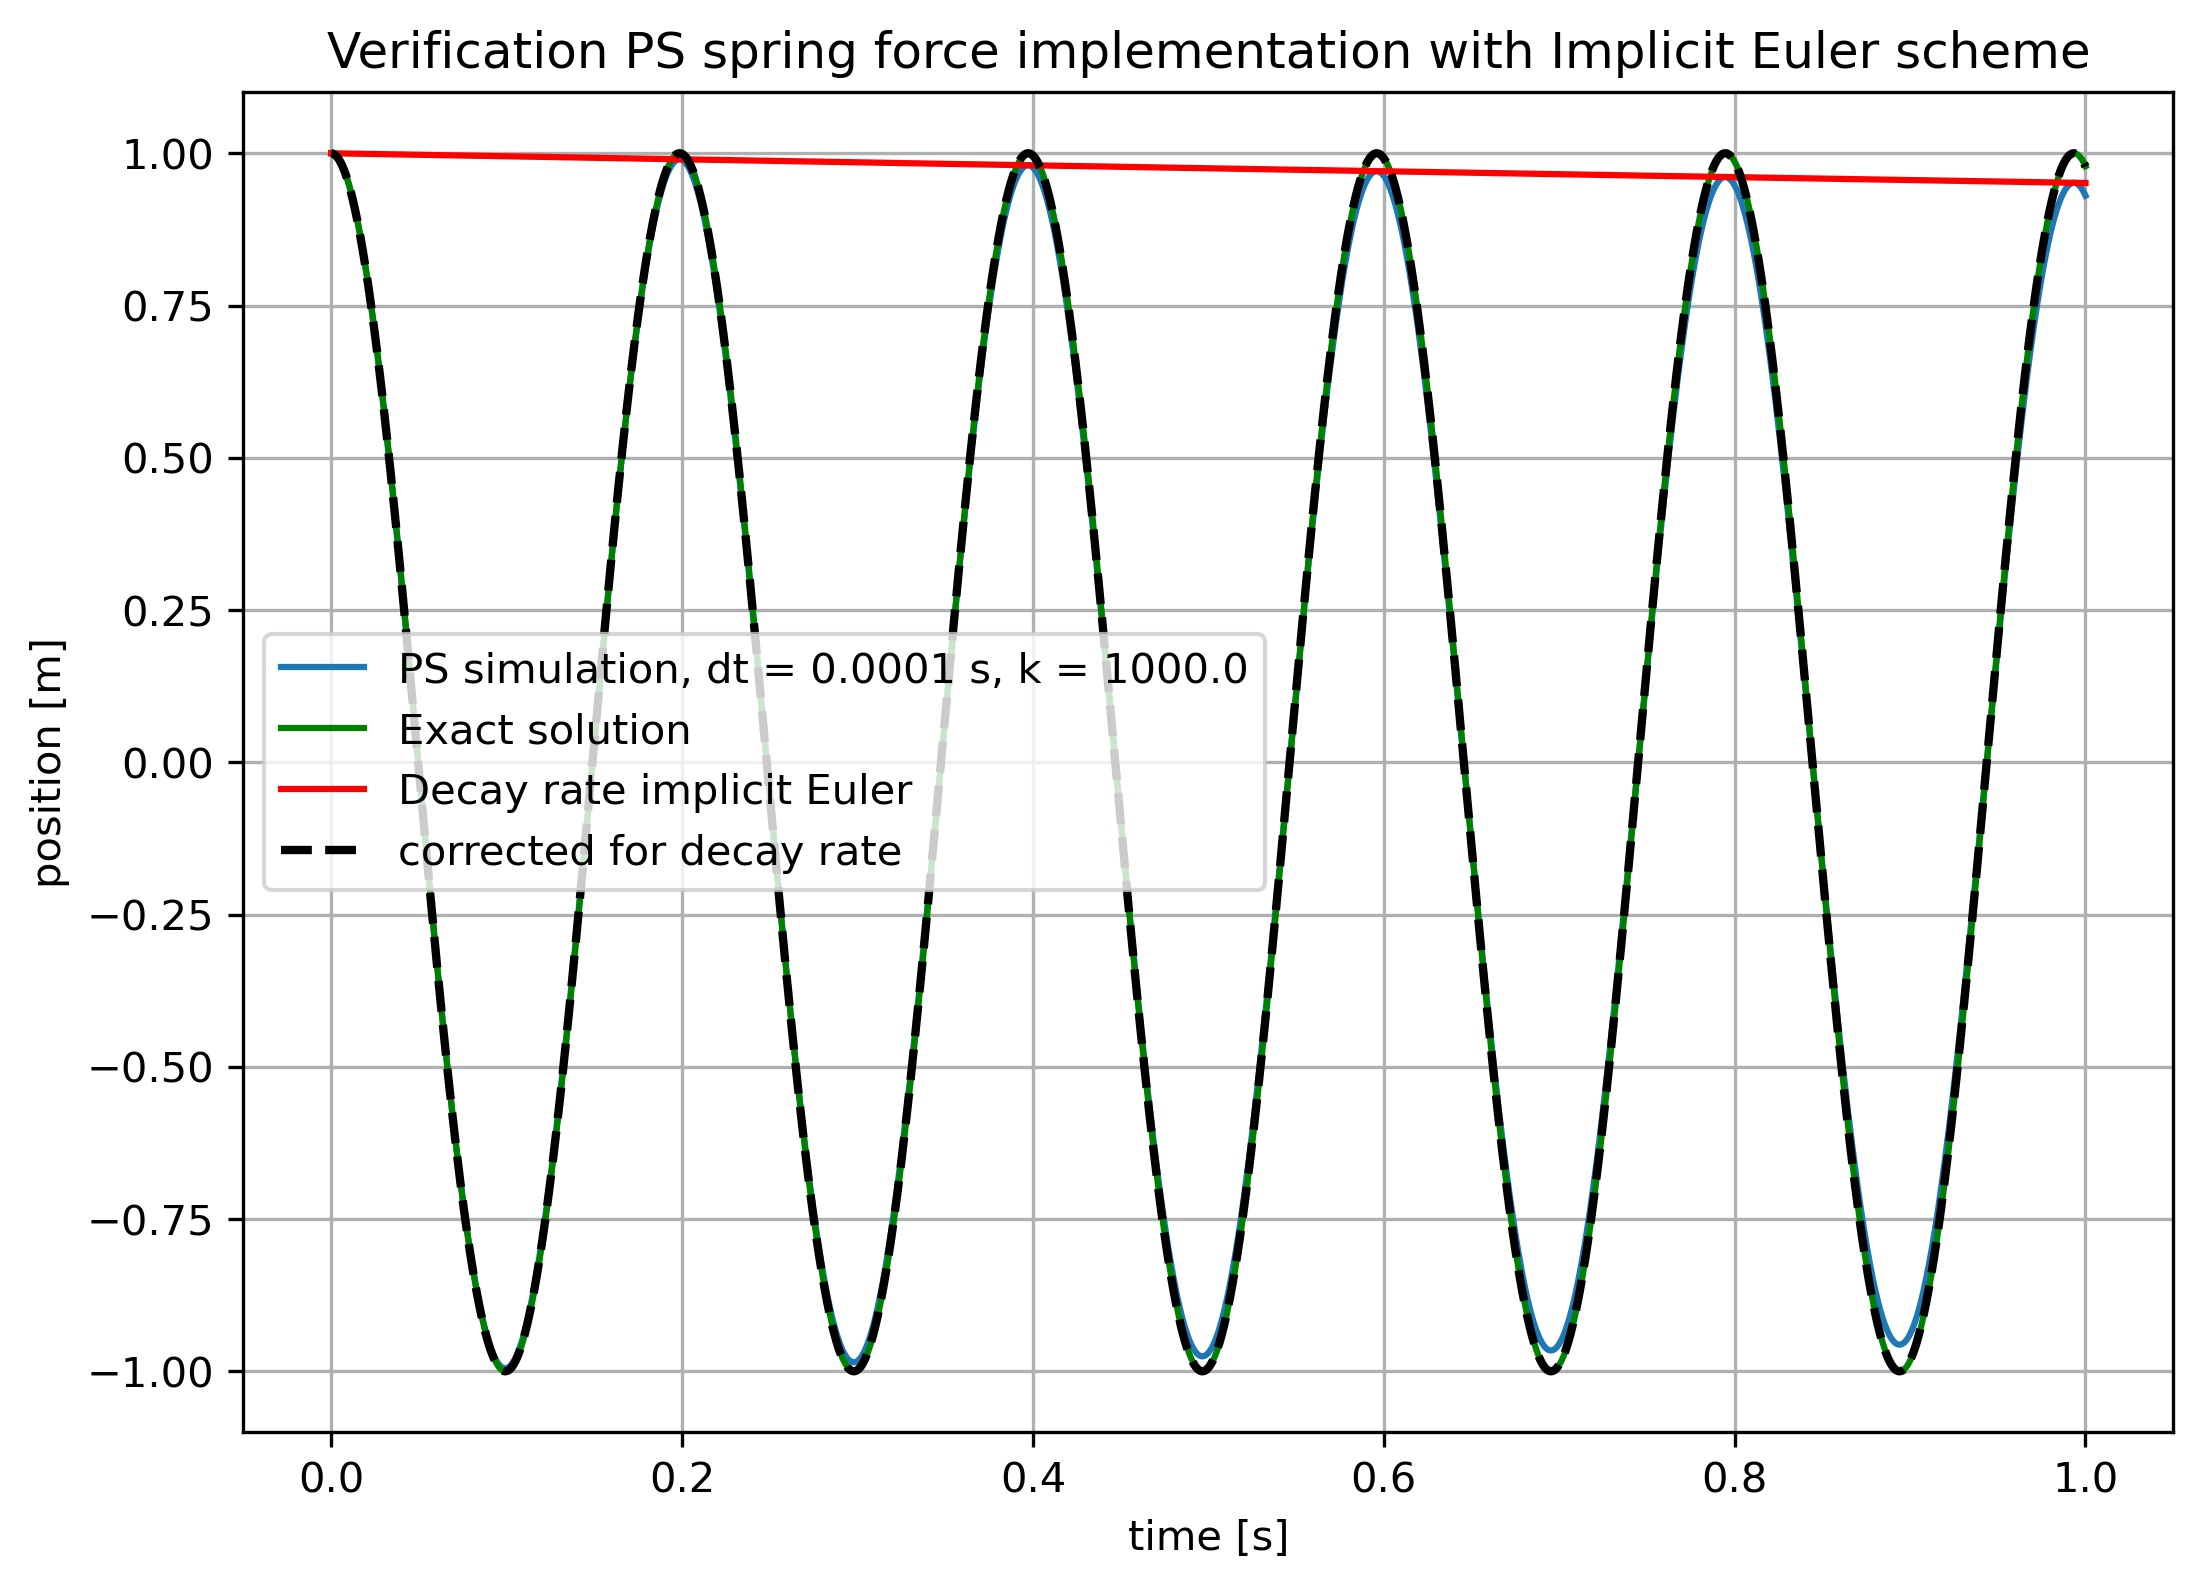 Verification PS spring force implementation with Implicit Euler scheme
1.00
0.75
0.50
0.25
0.00
−0.25
−0.50
−0.75
−1.00
position [m]
PS simulation, dt = 0.0001 s, k = 1000.0
Exact solution
Decay rate implicit Euler
corrected for decay rate
0.0 0.2 0.4 0.6 0.8 1.0
time [s]